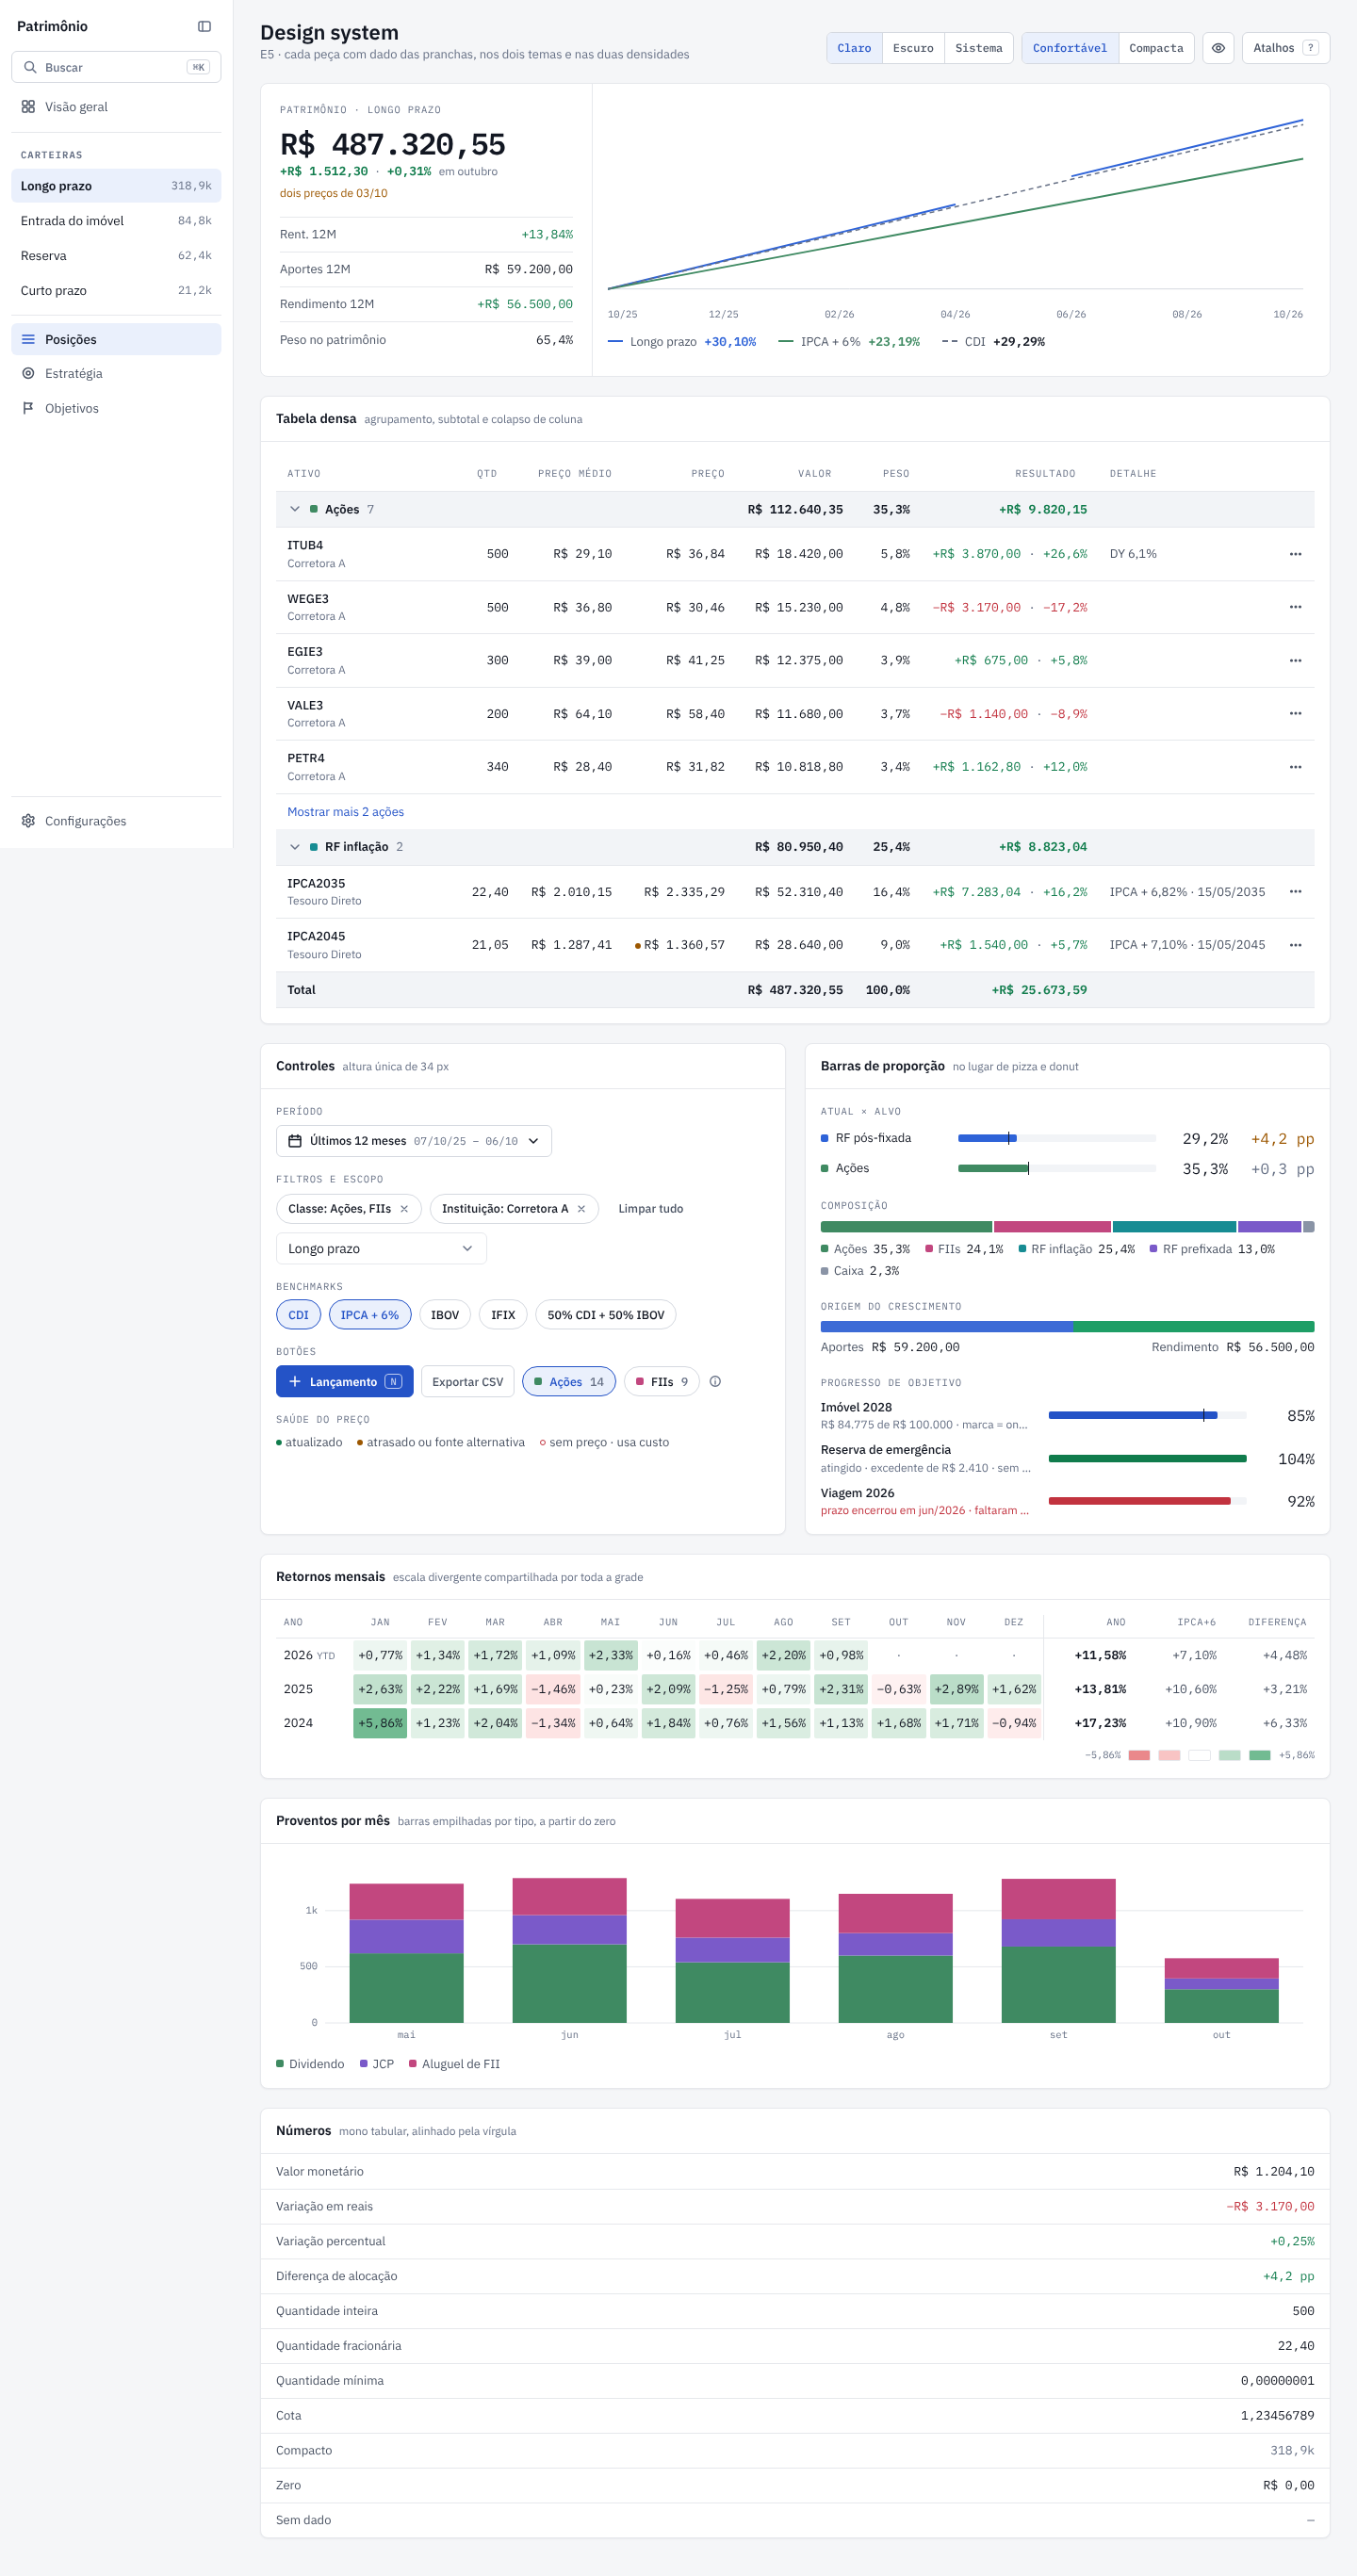 Patrimônio
Buscar ⌘K
Visão geral
CARTEIRAS
Longo prazo 318,9k
Entrada do imóvel 84,8k
Reserva 62,4k
Curto prazo 21,2k
Posições
Estratégia
Objetivos
Configurações
Design system
E5 · cada peça com dado das pranchas, nos dois temas e nas duas densidades
Claro Escuro Sistema Confortável Compacta Atalhos ?
PATRIMÔNIO · LONGO PRAZO
R$ 487.320,55
+R$ 1.512,30 · +0,31% em outubro
dois preços de 03/10
Rent. 12M +13,84%
Aportes 12M R$ 59.200,00
Rendimento 12M +R$ 56.500,00
Peso no patrimônio 65,4%
10/25 12/25 02/26 04/26 06/26 08/26 10/26
Longo prazo +30,10% IPCA + 6% +23,19% CDI +29,29%
Tabela densa agrupamento, subtotal e colapso de coluna
ATIVO QTD PREÇO MÉDIO PREÇO VALOR PESO RESULTADO DETALHE
Ações 7 R$ 112.640,35 35,3% +R$ 9.820,15
ITUB4 500 R$ 29,10 R$ 36,84 R$ 18.420,00 5,8% +R$ 3.870,00 · +26,6% DY 6,1%
Corretora A
WEGE3 500 R$ 36,80 R$ 30,46 R$ 15.230,00 4,8% −R$ 3.170,00 · −17,2%
Corretora A
EGIE3 300 R$ 39,00 R$ 41,25 R$ 12.375,00 3,9% +R$ 675,00 · +5,8%
Corretora A
VALE3 200 R$ 64,10 R$ 58,40 R$ 11.680,00 3,7% −R$ 1.140,00 · −8,9%
Corretora A
PETR4 340 R$ 28,40 R$ 31,82 R$ 10.818,80 3,4% +R$ 1.162,80 · +12,0%
Corretora A
Mostrar mais 2 ações
RF inflação 2 R$ 80.950,40 25,4% +R$ 8.823,04
IPCA2035 22,40 R$ 2.010,15 R$ 2.335,29 R$ 52.310,40 16,4% +R$ 7.283,04 · +16,2% IPCA + 6,82% · 15/05/2035
Tesouro Direto
IPCA2045 21,05 R$ 1.287,41 R$ 1.360,57 R$ 28.640,00 9,0% +R$ 1.540,00 · +5,7% IPCA + 7,10% · 15/05/2045
Tesouro Direto
Total R$ 487.320,55 100,0% +R$ 25.673,59
Controles altura única de 34 px
PERÍODO
Últimos 12 meses 07/10/25 – 06/10
FILTROS E ESCOPO
Classe: Ações, FIIs × Instituição: Corretora A × Limpar tudo
Longo prazo
BENCHMARKS
CDI IPCA + 6% IBOV IFIX 50% CDI + 50% IBOV
BOTÕES
+ Lançamento N Exportar CSV Ações 14 FIIs 9
SAÚDE DO PREÇO
atualizado atrasado ou fonte alternativa sem preço · usa custo
Barras de proporção no lugar de pizza e donut
ATUAL × ALVO
RF pós-fixada 29,2% +4,2 pp
Ações 35,3% +0,3 pp
COMPOSIÇÃO
Ações 35,3% FIIs 24,1% RF inflação 25,4% RF prefixada 13,0%
Caixa 2,3%
ORIGEM DO CRESCIMENTO
Aportes R$ 59.200,00 Rendimento R$ 56.500,00
PROGRESSO DE OBJETIVO
Imóvel 2028 85%
R$ 84.775 de R$ 100.000 · marca = on…
Reserva de emergência 104%
atingido · excedente de R$ 2.410 · sem …
Viagem 2026 92%
prazo encerrou em jun/2026 · faltaram …
Retornos mensais escala divergente compartilhada por toda a grade
ANO JAN FEV MAR ABR MAI JUN JUL AGO SET OUT NOV DEZ ANO IPCA+6 DIFERENÇA
2026 YTD +0,77% +1,34% +1,72% +1,09% +2,33% +0,16% +0,46% +2,20% +0,98% · · · +11,58% +7,10% +4,48%
2025 +2,63% +2,22% +1,69% −1,46% +0,23% +2,09% −1,25% +0,79% +2,31% −0,63% +2,89% +1,62% +13,81% +10,60% +3,21%
2024 +5,86% +1,23% +2,04% −1,34% +0,64% +1,84% +0,76% +1,56% +1,13% +1,68% +1,71% −0,94% +17,23% +10,90% +6,33%
−5,86% +5,86%
Proventos por mês barras empilhadas por tipo, a partir do zero
1k
500
0
mai jun jul ago set out
Dividendo JCP Aluguel de FII
Números mono tabular, alinhado pela vírgula
Valor monetário R$ 1.204,10
Variação em reais −R$ 3.170,00
Variação percentual +0,25%
Diferença de alocação +4,2 pp
Quantidade inteira 500
Quantidade fracionária 22,40
Quantidade mínima 0,00000001
Cota 1,23456789
Compacto 318,9k
Zero R$ 0,00
Sem dado —